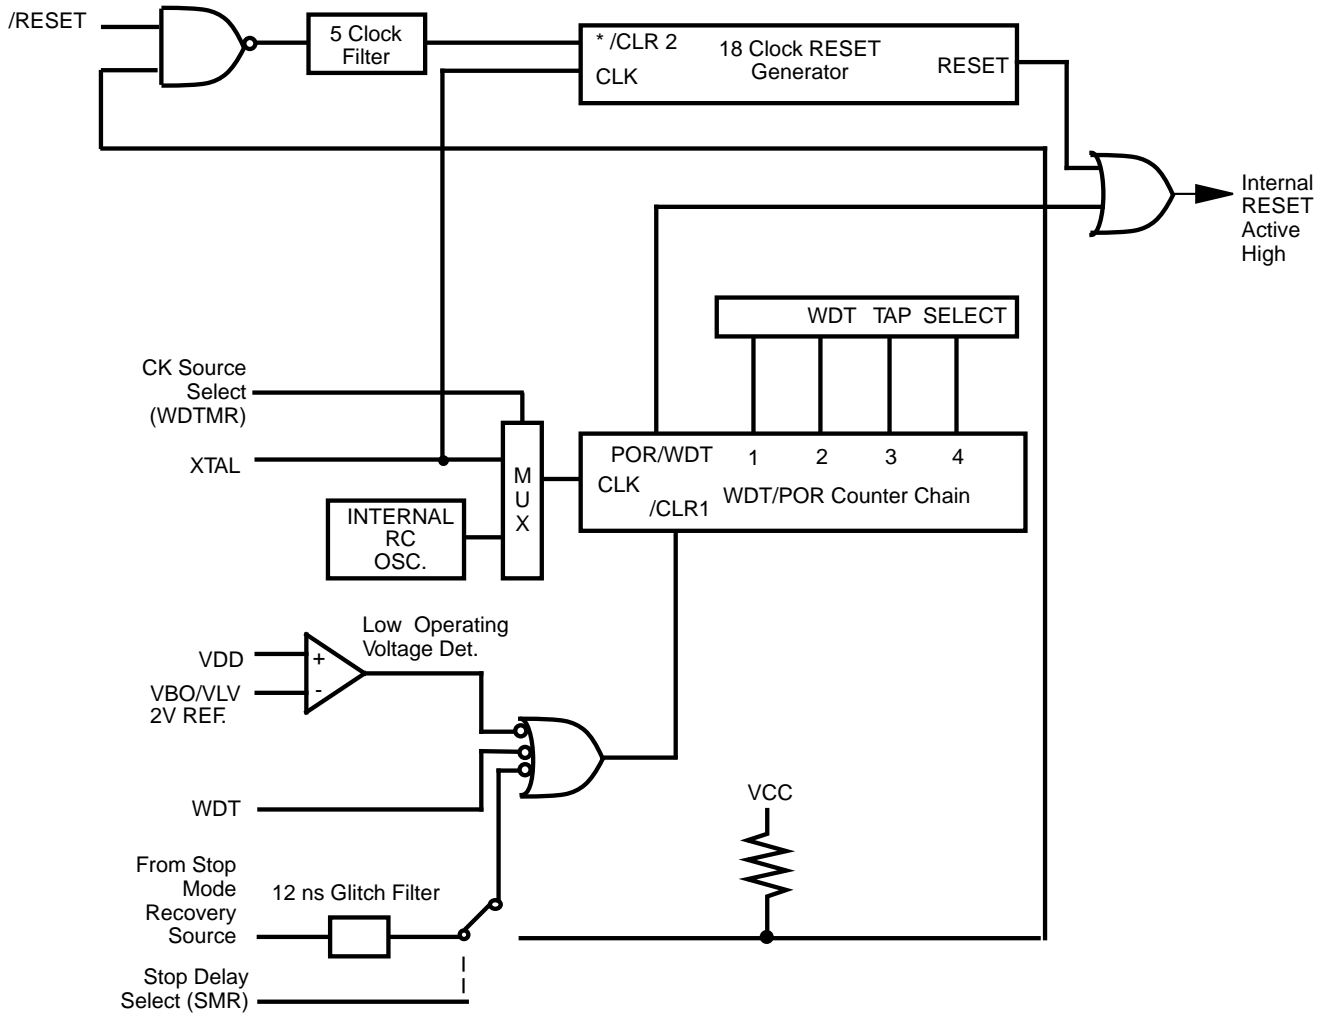 /RESET
5 Clock
Filter
* /CLR 2
CLK
18 Clock RESET
Generator
RESET
Internal
RESET
Active
High
WDT TAP SELECT
CK Source
Select
(WDTMR)
XTAL
M
U
X
INTERNAL
RC
OSC.
POR/WDT
1
2
3
4
CLK
/CLR1
WDT/POR Counter Chain
Low Operating
Voltage Det.
VDD
+
VBO/VLV
-
2V REF.
WDT
VCC
From Stop
Mode
Recovery
Source
12 ns Glitch Filter
Stop Delay
Select (SMR)